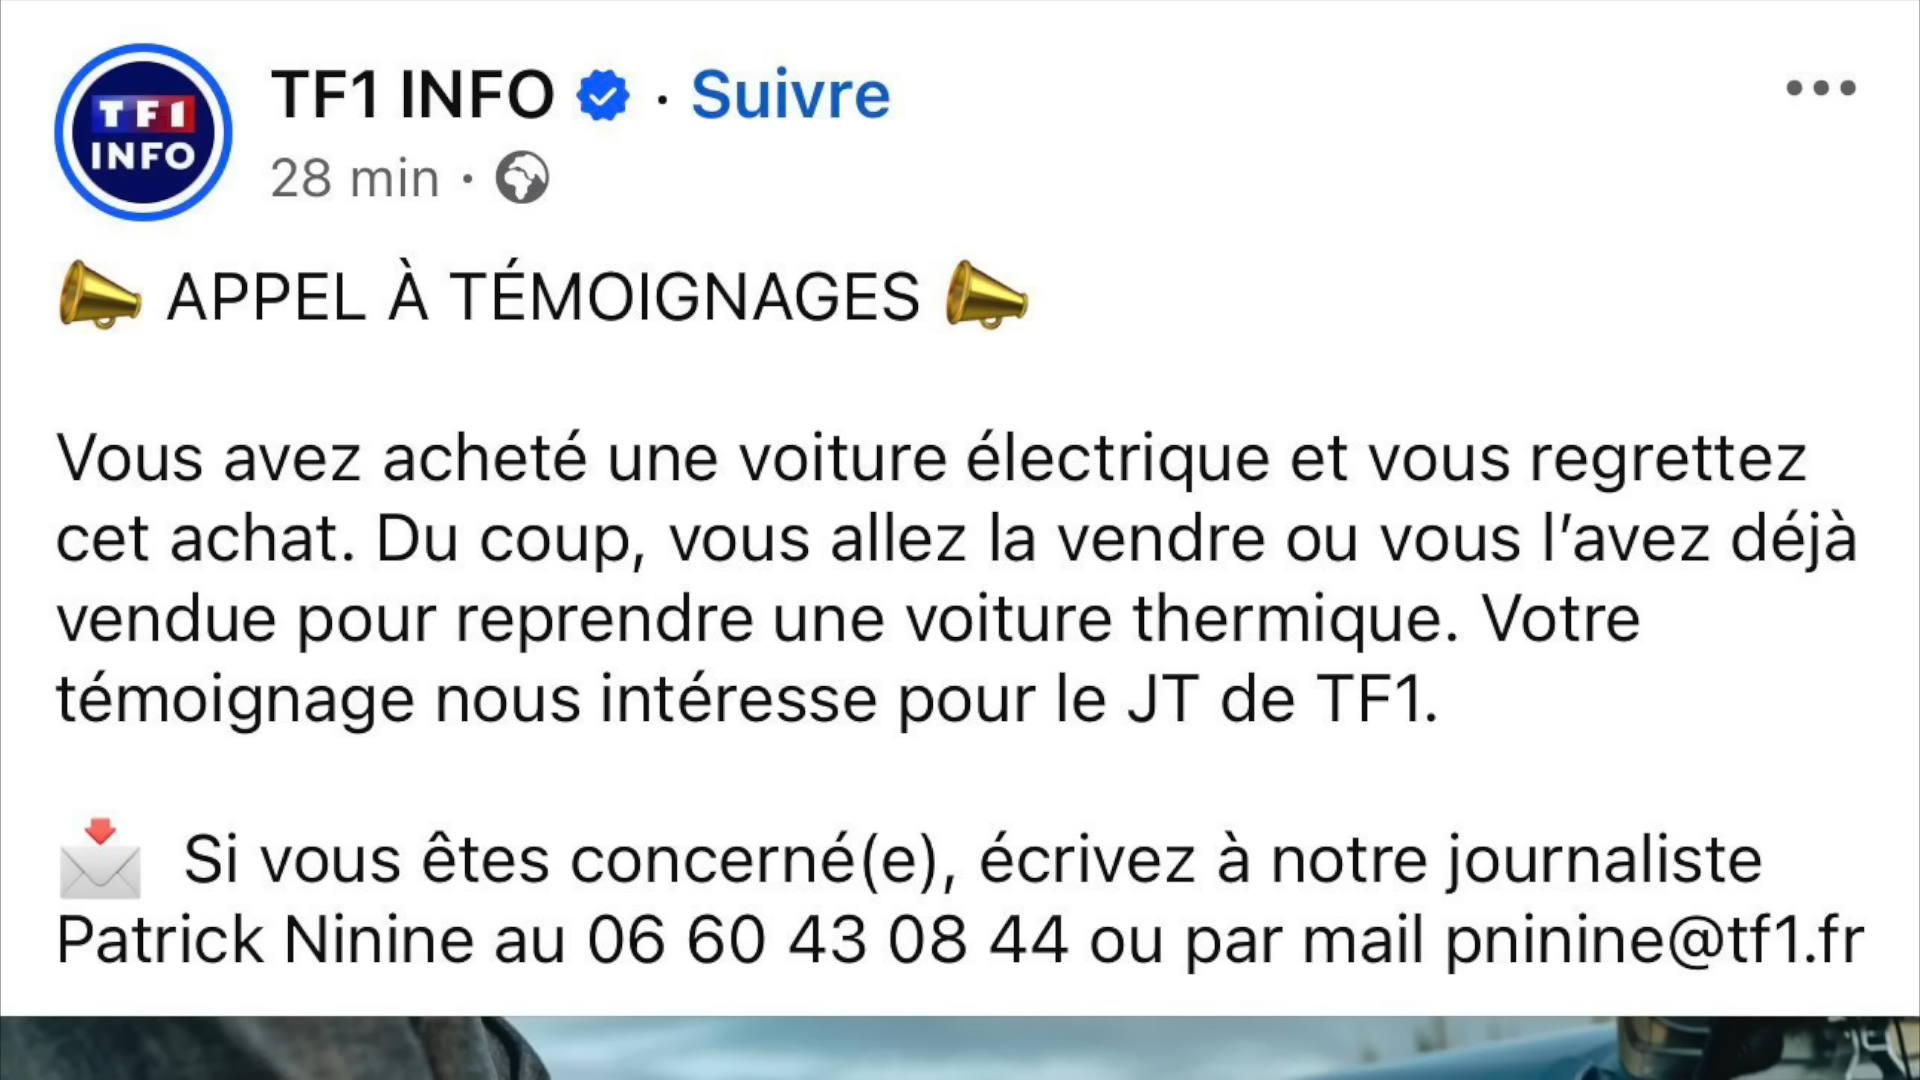 TF1
INFO
TF1 INFO · Suivre
28 min ·
APPEL À TÉMOIGNAGES
Vous avez acheté une voiture électrique et vous regrettez
cet achat. Du coup, vous allez la vendre ou vous l’avez déjà
vendue pour reprendre une voiture thermique. Votre
témoignage nous intéresse pour le JT de TF1.
Si vous êtes concerné(e), écrivez à notre journaliste
Patrick Ninine au 06 60 43 08 44 ou par mail pninine@tf1.fr